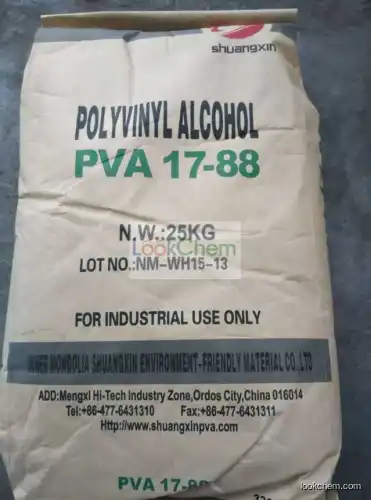 shuangxin
POLYVINYL ALCOHOL
PVA 17-88
N.W.:25KG
LookChem
LOT NO.:NM-WH15-13
FOR INDUSTRIAL USE ONLY
INNER MONGOLIA SHUANGXIN ENVIRONMENT-FRIENDLY MATERIAL CO.,LTD
ADD:Mengxi Hi-Tech Industry Zone,Ordos City,China 016014
Tel:+86-477-6431310 Fax:+86-477-6431311
Http://www.shuangxinpva.com
PVA 17-88
lookchem.com